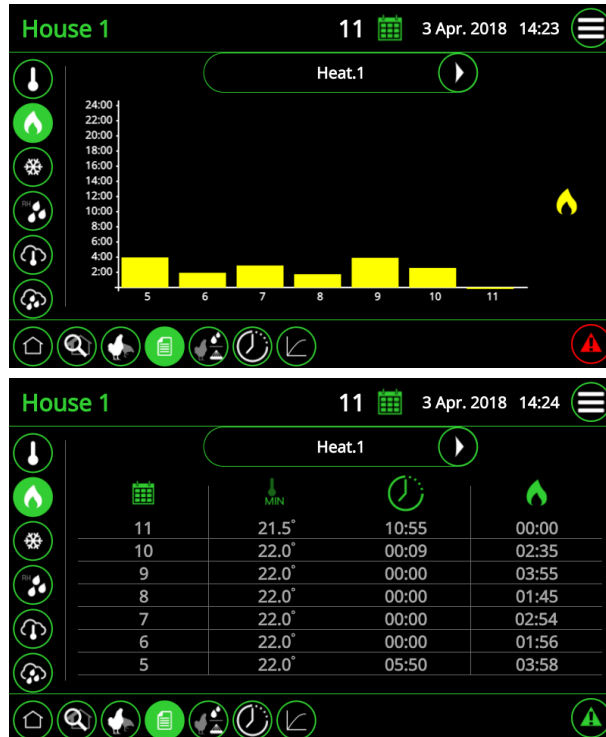 House 1 11 3 Apr. 2018 14:23
Heat.1
24:00
22:00
20:00
18:00
16:00
14:00
12:00
10:00
8:00
6:00
4:00
2:00
5 6 7 8 9 10 11
RH
House 1 11 3 Apr. 2018 14:24
Heat.1
MIN
11 21.5° 10:55 00:00
10 22.0° 00:09 02:35
9 22.0° 00:00 03:55
8 22.0° 00:00 01:45
7 22.0° 00:00 02:54
6 22.0° 00:00 01:56
5 22.0° 05:50 03:58
RH